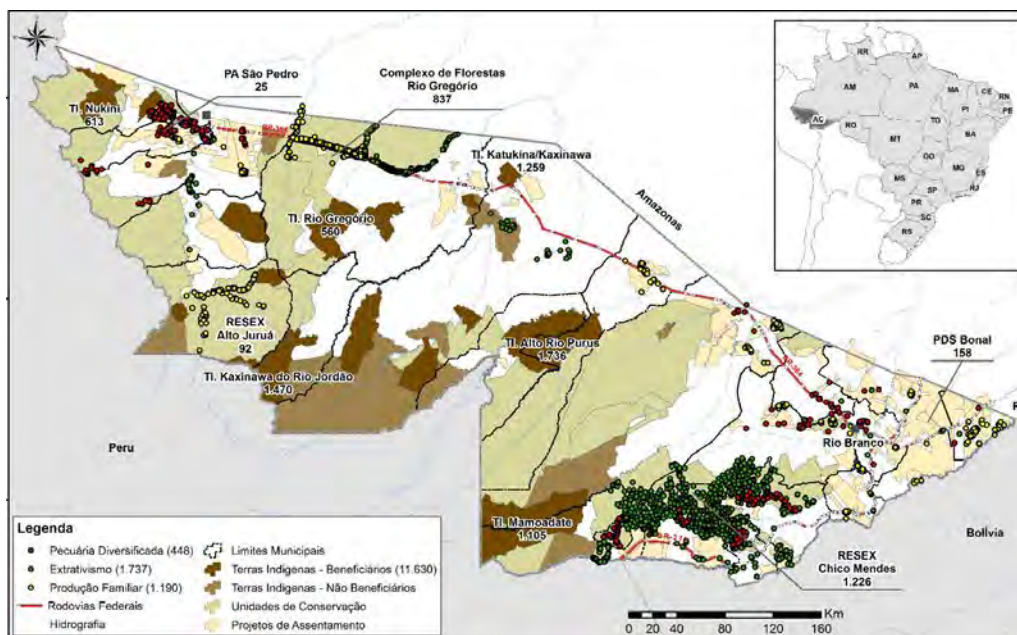 PA São Pedro
25
Complexo de Florestas
Rio Gregório
837
TI. Nukini
613
BR-364
TI. Katukina/Kaxinawa
1.259
TI. Rio Gregório
560
Amazonas
RESEX
Alto Juruá
92
TI. Alto Rio Purus
1.736
TI. Kaxinawa do Rio Jordão
1.470
BR-364
PDS Bonal
158
Rio Branco
Peru
TI. Mamoadate
1.105
Bolívia
RESEX
Chico Mendes
1.226
RR
AP
AM
PA
MA
CE
RN
PI
PE
AC
RO
TO
MT
BA
GO
MG
ES
MS
SP
RJ
PR
SC
RS
Legenda
Pecuária Diversificada (448)
Extrativismo (1.737)
Produção Familiar (1.190)
Rodovias Federais
Hidrografia
Limites Municipais
Terras Indígenas - Beneficiários (11.630)
Terras Indígenas - Não Beneficiários
Unidades de Conservação
Projetos de Assentamento
Km
0 20 40 80 120 160